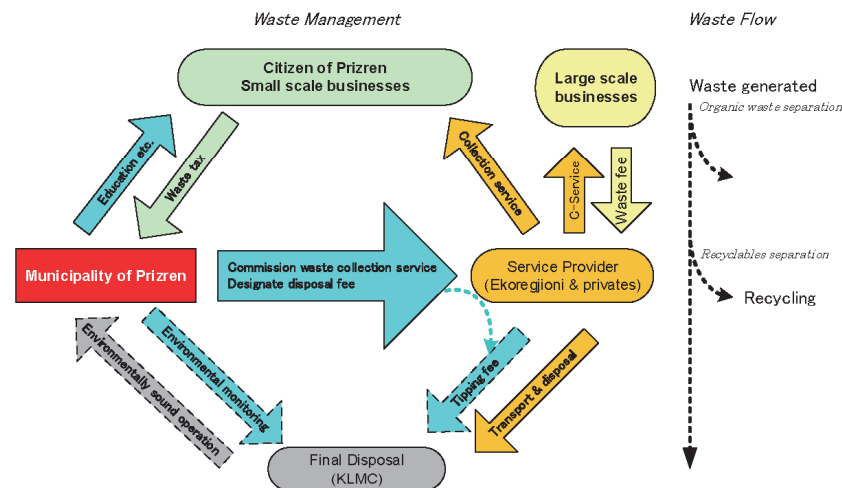 Waste Management
Waste Flow
Citizen of Prizren
Small scale businesses
Large scale
businesses
Waste generated
Organic waste separation
Education etc.
Waste tax
Collection service
C-Service
Waste fee
Municipality of Prizren
Commission waste collection service
Designate disposal fee
Service Provider
(Ekoregjioni & privates)
Recyclables separation
Recycling
Environmentally sound operation
Environmental monitoring
Tipping fee
Transport & disposal
Final Disposal
(KLMC)